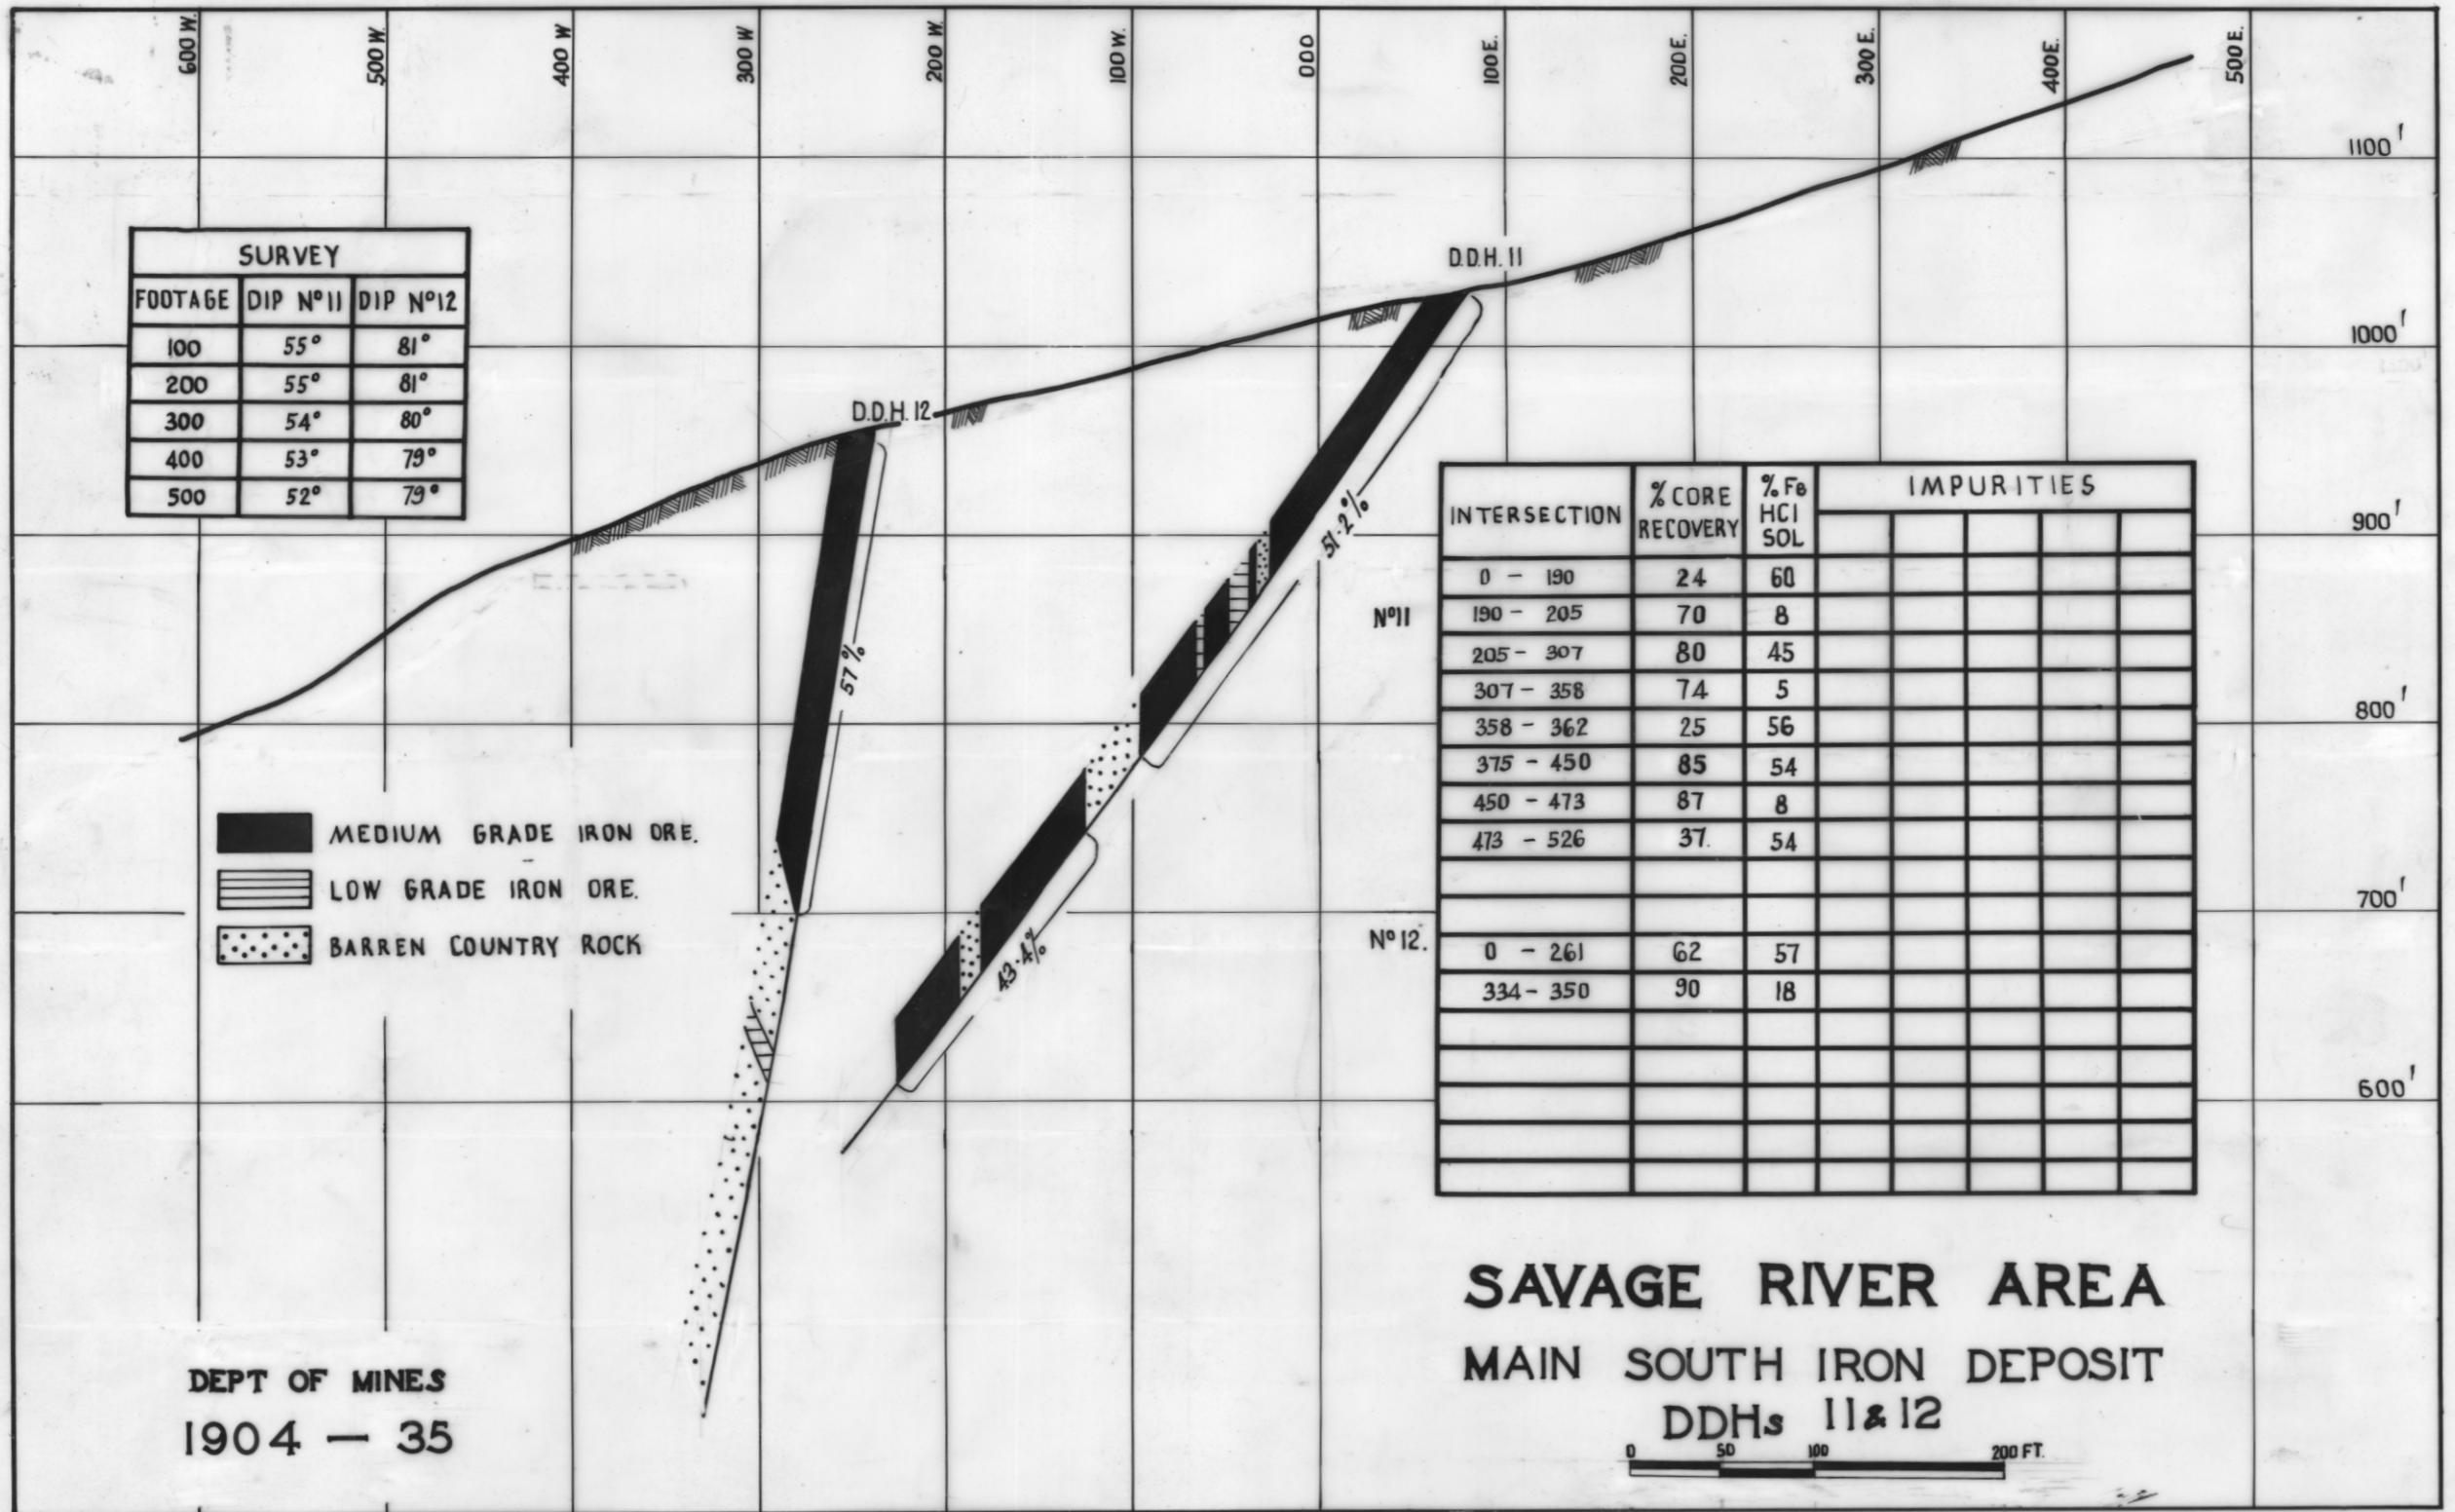 600 W. 500 W. 400 W 300 W 200 W. 100 W. 000 100 E. 200 E. 300 E. 400 E. 500 E.
1100'
1000'
900'
800'
700'
600'
SURVEY
FOOTAGE DIP Nº11 DIP Nº12
100 55° 81°
200 55° 81°
300 54° 80°
400 53° 79°
500 52° 79°
D.D.H. 11
D.D.H. 12
57%
51·2%
43·4%
MEDIUM GRADE IRON ORE.
LOW GRADE IRON ORE.
BARREN COUNTRY ROCK
INTERSECTION % CORE RECOVERY % Fe HCl SOL IMPURITIES
Nº11
0 – 190 24 60
190 – 205 70 8
205 – 307 80 45
307 – 358 74 5
358 – 362 25 56
375 – 450 85 54
450 – 473 87 8
473 – 526 37. 54
Nº 12.
0 – 261 62 57
334 – 350 90 18
DEPT OF MINES
1904 — 35
SAVAGE RIVER AREA
MAIN SOUTH IRON DEPOSIT
DDHs 11 & 12
0 50 100 200 FT.